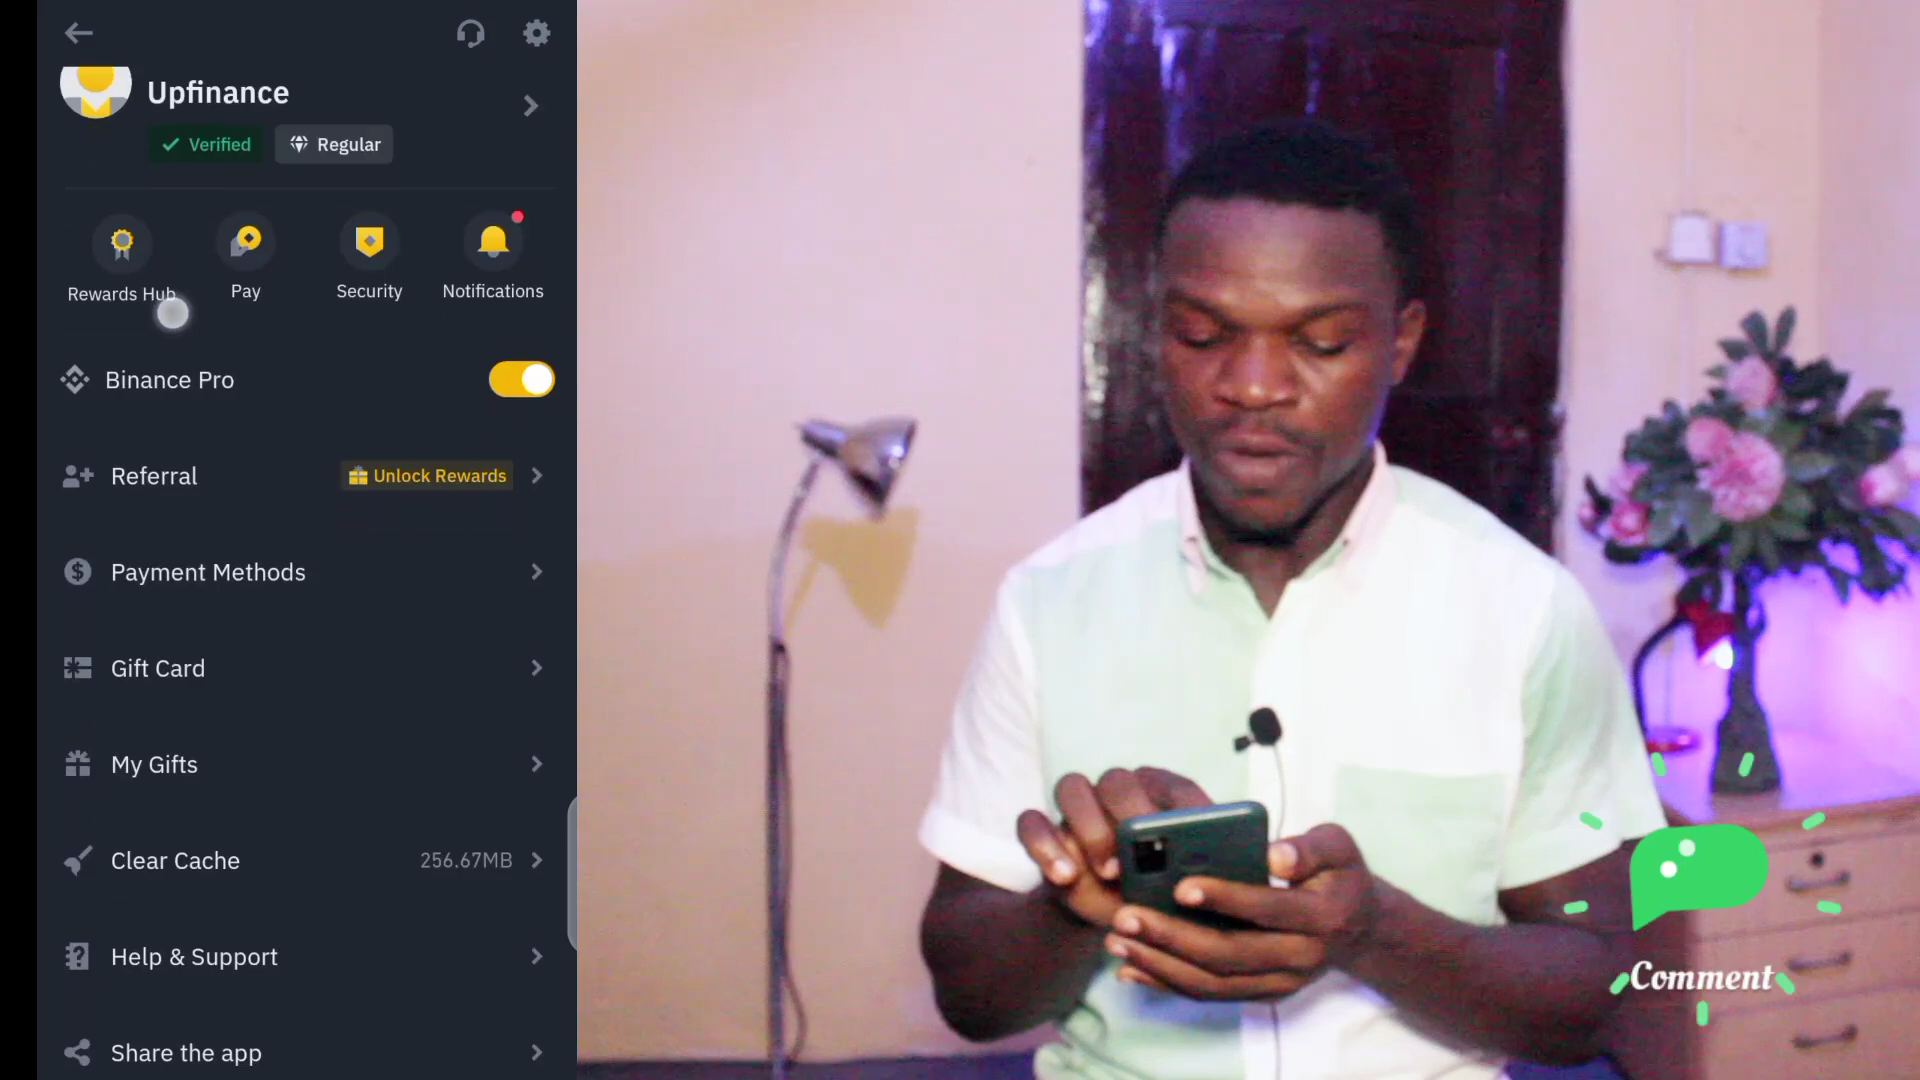 Upfinance
Verified
Regular
Rewards Hub
Pay
Security
Notifications
Binance Pro
Referral
Unlock Rewards
Payment Methods
Gift Card
My Gifts
Clear Cache
256.67MB
Help & Support
Share the app
Comment